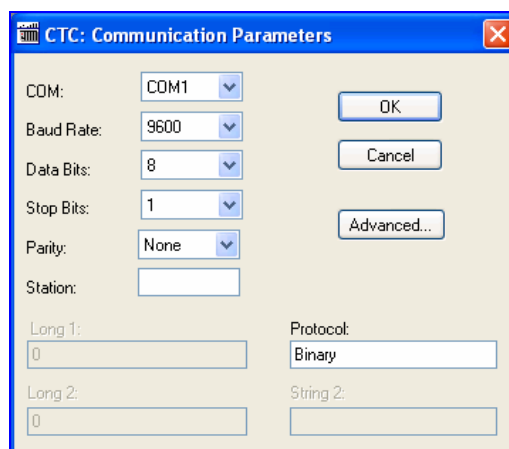 CTC: Communication Parameters
COM: COM1
OK
Baud Rate: 9600
Cancel
Data Bits: 8
Stop Bits: 1
Advanced...
Parity: None
Station:
Long 1: Protocol:
0 Binary
Long 2: String 2:
0